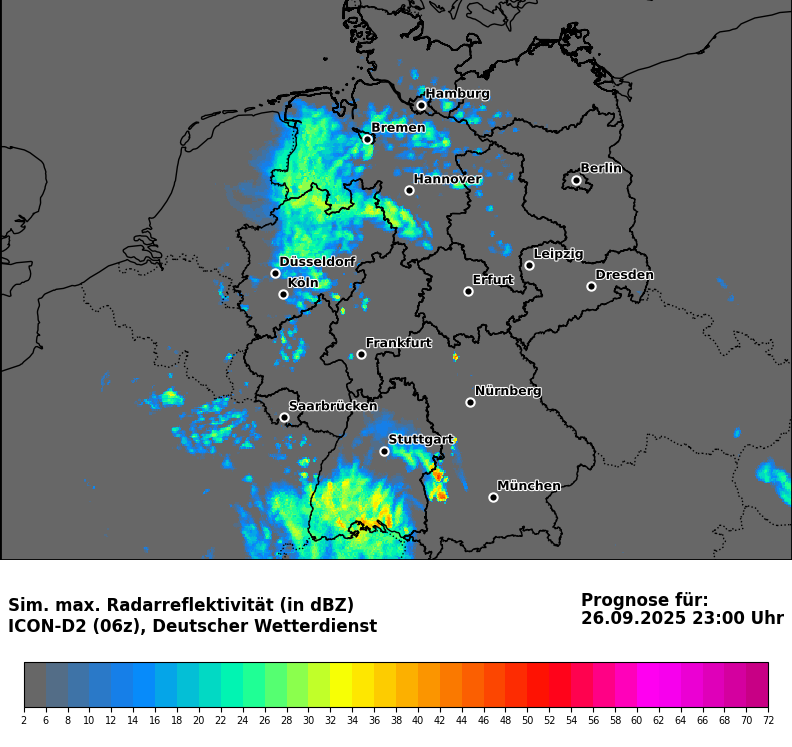 Hamburg
Bremen
Berlin
Hannover
Leipzig
Düsseldorf
Dresden
Köln
Erfurt
Frankfurt
Nürnberg
Saarbrücken
Stuttgart
München
Sim. max. Radarreflektivität (in dBZ)
ICON-D2 (06z), Deutscher Wetterdienst
Prognose für:
26.09.2025 23:00 Uhr
2 6 8 10 12 14 16 18 20 22 24 26 28 30 32 34 36 38 40 42 44 46 48 50 52 54 56 58 60 62 64 66 68 70 72